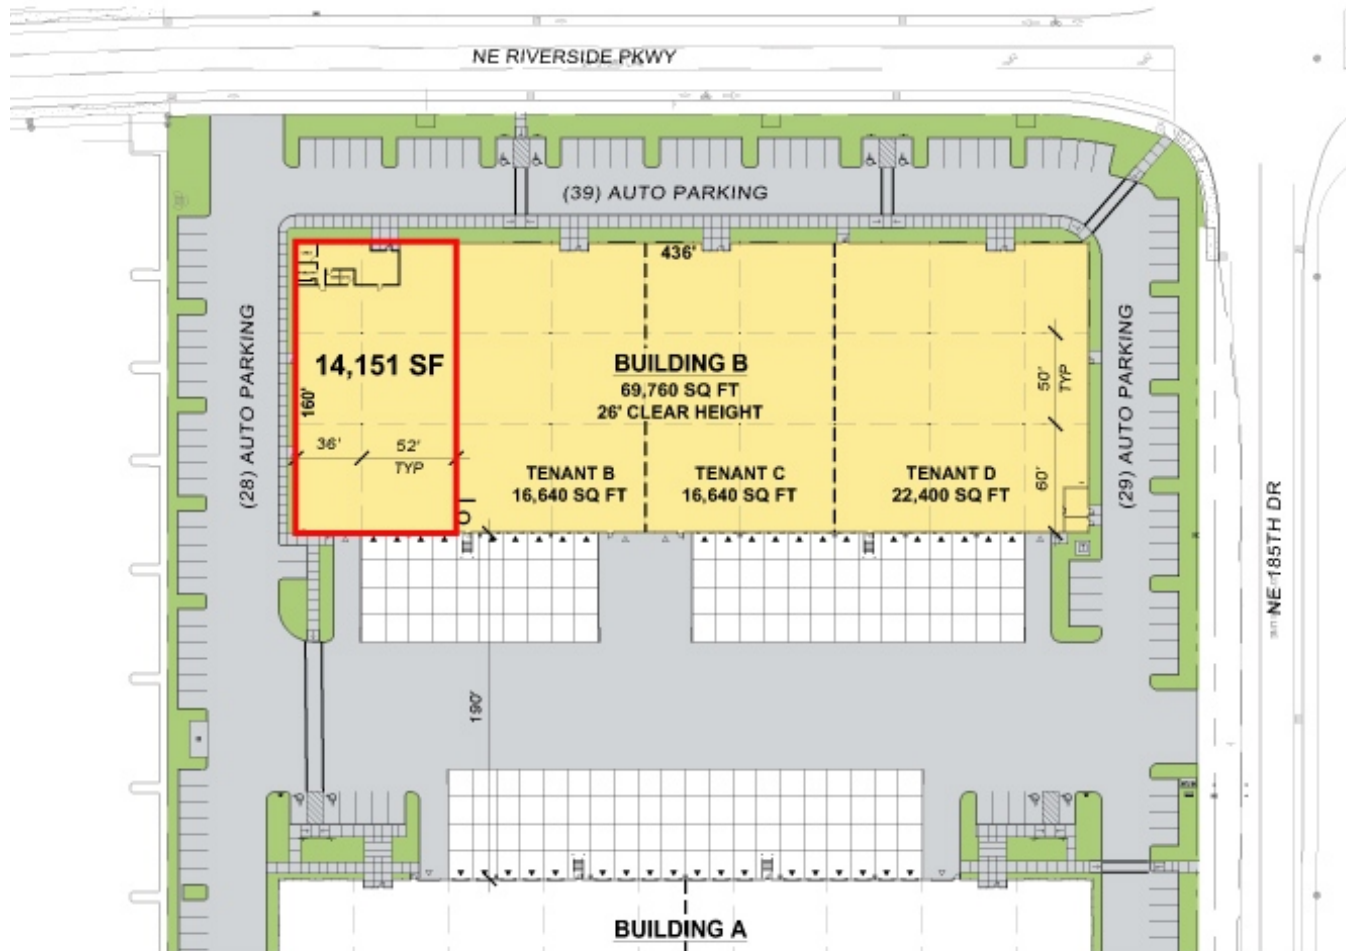 NE RIVERSIDE PKWY
(39) AUTO PARKING
436'
(28) AUTO PARKING
14,151 SF
160'
36'
52'
TYP
BUILDING B
69,760 SQ FT
26' CLEAR HEIGHT
TENANT B
16,640 SQ FT
TENANT C
16,640 SQ FT
TENANT D
22,400 SQ FT
50'
TYP
60'
(29) AUTO PARKING
NE 185TH DR
190'
BUILDING A